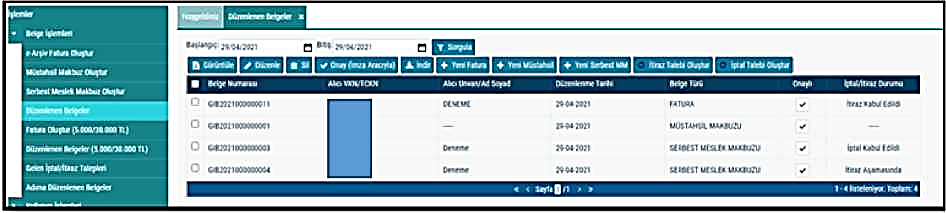 İşlemler
Belge İşlemleri
e-Arşiv Fatura Oluştur
Müstahsil Makbuz Oluştur
Serbest Meslek Makbuz Oluştur
Düzenlenen Belgeler
Fatura Oluştur (5.000/30.000 TL)
Düzenlenen Belgeler (5.000/30.000 TL)
Gelen İptal/İtiraz Talepleri
Adıma Düzenlenen Belgeler
Kullanıcı İşlemleri
Düzenlenen Belgeler ×
Başlangıç: 29/04/2021 Bitiş: 29/04/2021 Sorgula
Görüntüle Düzenle Sil Onay (İmza Aracıyla) İndir + Yeni Fatura + Yeni Müstahsil + Yeni Serbest MM İtiraz Talebi Oluştur İptal Talebi Oluştur
Belge Numarası Alıcı VKN/TCKN Alıcı Unvan/Ad Soyad Düzenlenme Tarihi Belge Türü Onaylı İptal/İtiraz Durumu
GIB2021000000011 DENEME 29-04-2021 FATURA İtiraz Kabul Edildi
GIB2021000000001 ---- 29-04-2021 MÜSTAHSİL MAKBUZU ----
GIB2021000000003 Deneme 29-04-2021 SERBEST MESLEK MAKBUZU İptal Kabul Edildi
GIB2021000000004 Deneme 29-04-2021 SERBEST MESLEK MAKBUZU İtiraz Aşamasında
« < Sayfa 1 /1 > » 1 - 4 listeleniyor. Toplam: 4